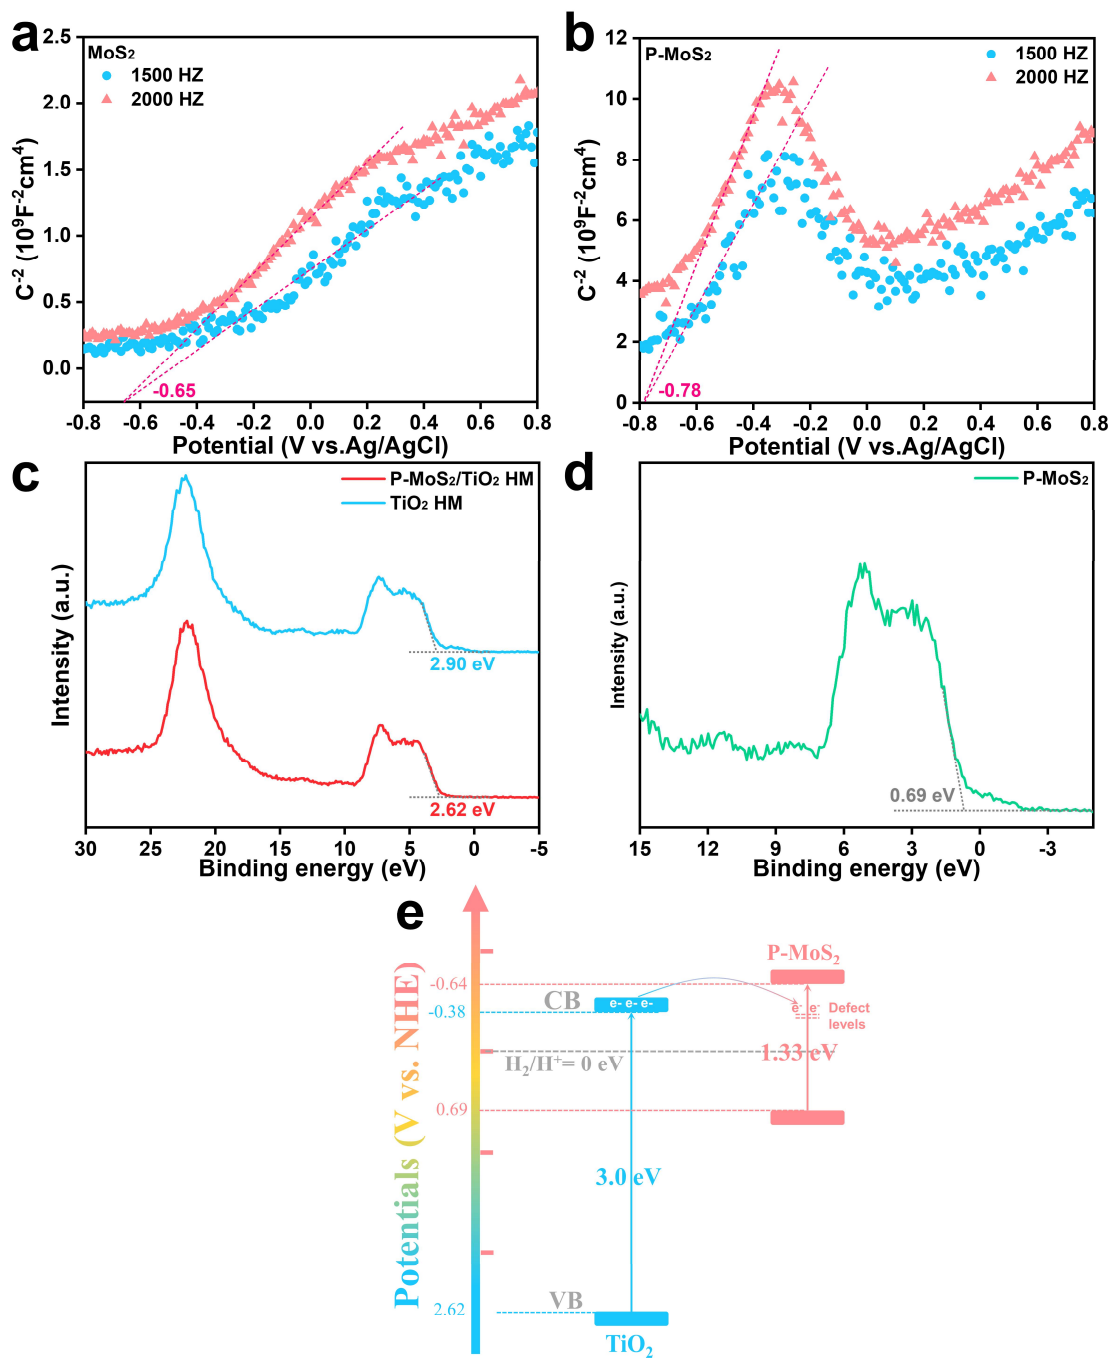 a
MoS2
1500 HZ
2000 HZ
2.5
2.0
1.5
1.0
0.5
0.0
C-2 (10^9F-2cm4)
-0.65
-0.8 -0.6 -0.4 -0.2 0.0 0.2 0.4 0.6 0.8
Potential (V vs.Ag/AgCl)
b
P-MoS2
1500 HZ
2000 HZ
12
10
8
6
4
2
0
C-2 (10^9F-2cm4)
-0.78
-0.8 -0.6 -0.4 -0.2 0.0 0.2 0.4 0.6 0.8
Potential (V vs.Ag/AgCl)
c
P-MoS2/TiO2 HM
TiO2 HM
Intensity (a.u.)
2.90 eV
2.62 eV
30 25 20 15 10 5 0 -5
Binding energy (eV)
d
P-MoS2
Intensity (a.u.)
0.69 eV
15 12 9 6 3 0 -3
Binding energy (eV)
e
Potentials (V vs. NHE)
P-MoS2
-0.64
-0.38
CB
e- e- e-
e- e-
Defect
levels
1.33 eV
H2/H+= 0 eV
0.69
3.0 eV
2.62
VB
TiO2